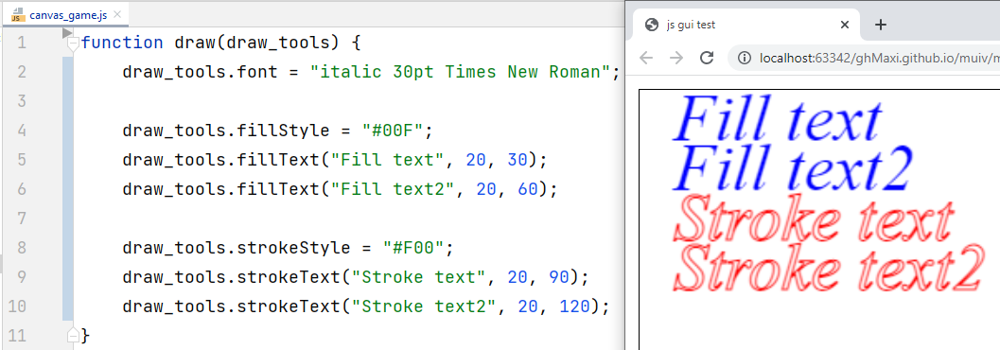 canvas_game.js
1 function draw(draw_tools) {
2 draw_tools.font = "italic 30pt Times New Roman";
3
4 draw_tools.fillStyle = "#00F";
5 draw_tools.fillText("Fill text", 20, 30);
6 draw_tools.fillText("Fill text2", 20, 60);
7
8 draw_tools.strokeStyle = "#F00";
9 draw_tools.strokeText("Stroke text", 20, 90);
10 draw_tools.strokeText("Stroke text2", 20, 120);
11 }
js gui test
localhost:63342/ghMaxi.github.io/muiv/m
Fill text
Fill text2
Stroke text
Stroke text2